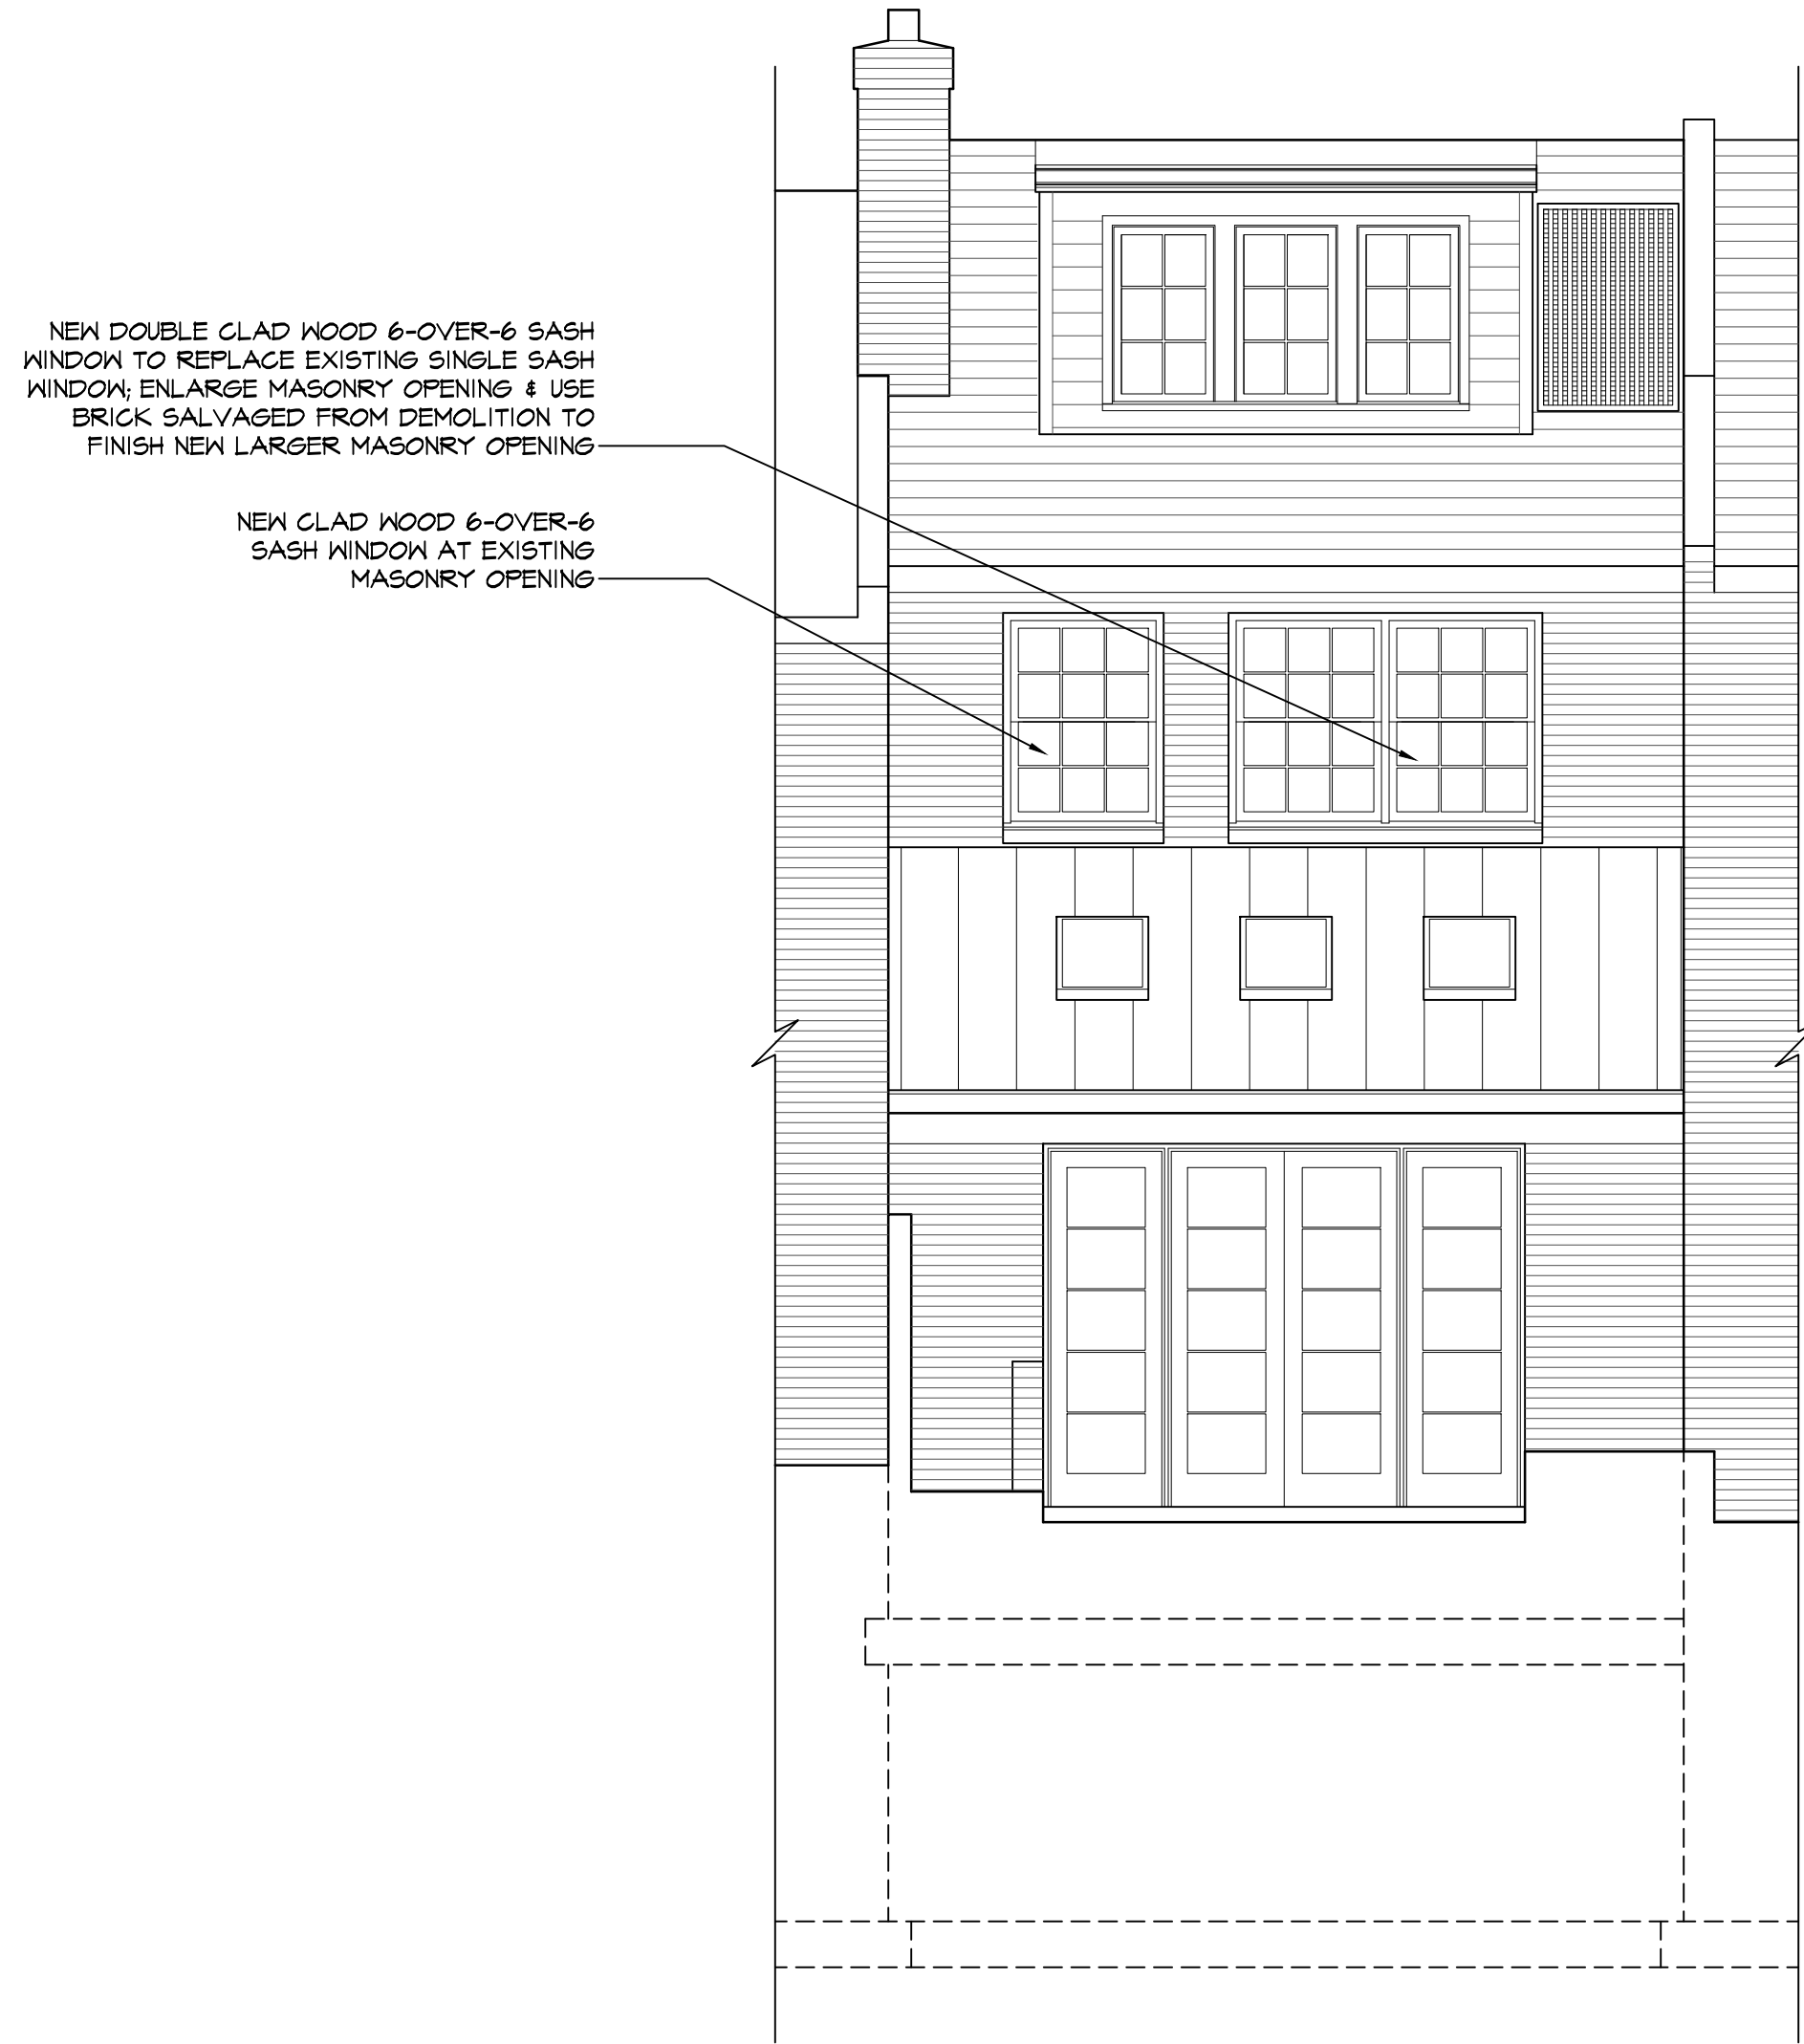 NEW DOUBLE CLAD WOOD 6-OVER-6 SASH
WINDOW TO REPLACE EXISTING SINGLE SASH
WINDOW; ENLARGE MASONRY OPENING & USE
BRICK SALVAGED FROM DEMOLITION TO
FINISH NEW LARGER MASONRY OPENING
NEW CLAD WOOD 6-OVER-6
SASH WINDOW AT EXISTING
MASONRY OPENING